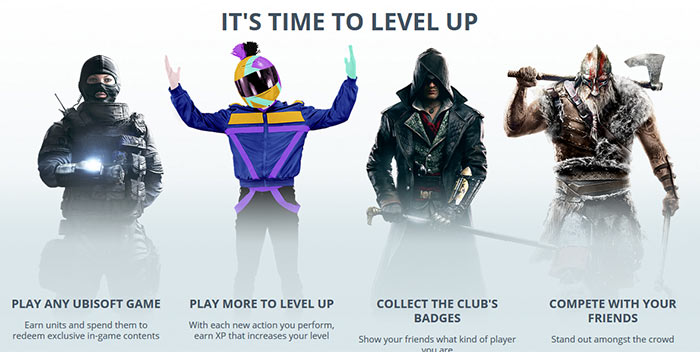 IT'S TIME TO LEVEL UP
PLAY ANY UBISOFT GAME
Earn units and spend them to
redeem exclusive in-game contents
PLAY MORE TO LEVEL UP
With each new action you perform,
earn XP that increases your level
COLLECT THE CLUB'S
BADGES
Show your friends what kind of player
you are
COMPETE WITH YOUR
FRIENDS
Stand out amongst the crowd